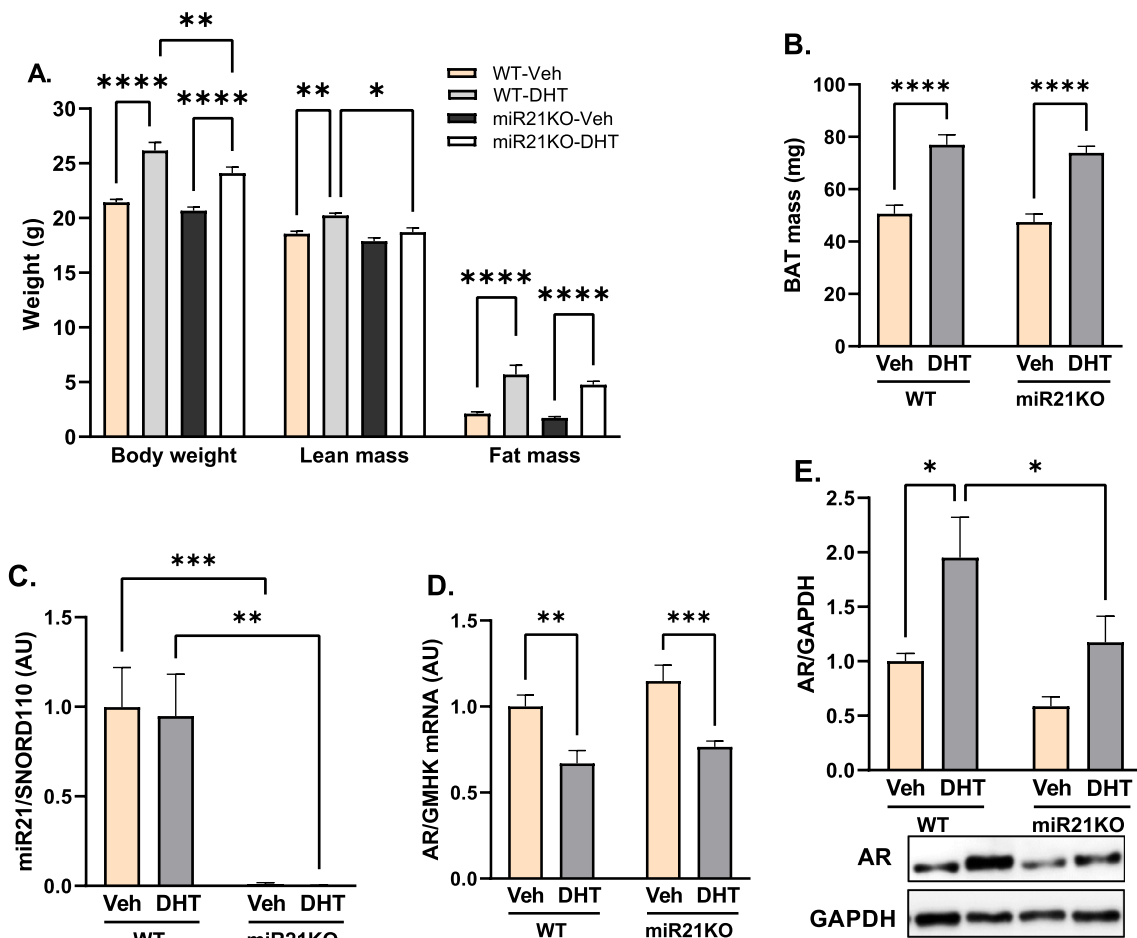 **
A.
****
****
**
*
WT-Veh
WT-DHT
miR21KO-Veh
miR21KO-DHT
30
25
20
15
10
5
0
Weight (g)
****
****
Body weight
Lean mass
Fat mass
B.
100
80
60
40
20
0
BAT mass (mg)
****
****
Veh DHT Veh DHT
WT miR21KO
C.
***
**
1.5
1.0
0.5
0.0
miR21/SNORD110 (AU)
Veh DHT Veh DHT
WT miR21KO
D.
**
***
1.5
1.0
0.5
0.0
AR/GMHK mRNA (AU)
Veh DHT Veh DHT
WT miR21KO
E.
*
*
2.5
2.0
1.5
1.0
0.5
0.0
AR/GAPDH
Veh DHT Veh DHT
WT miR21KO
AR
GAPDH